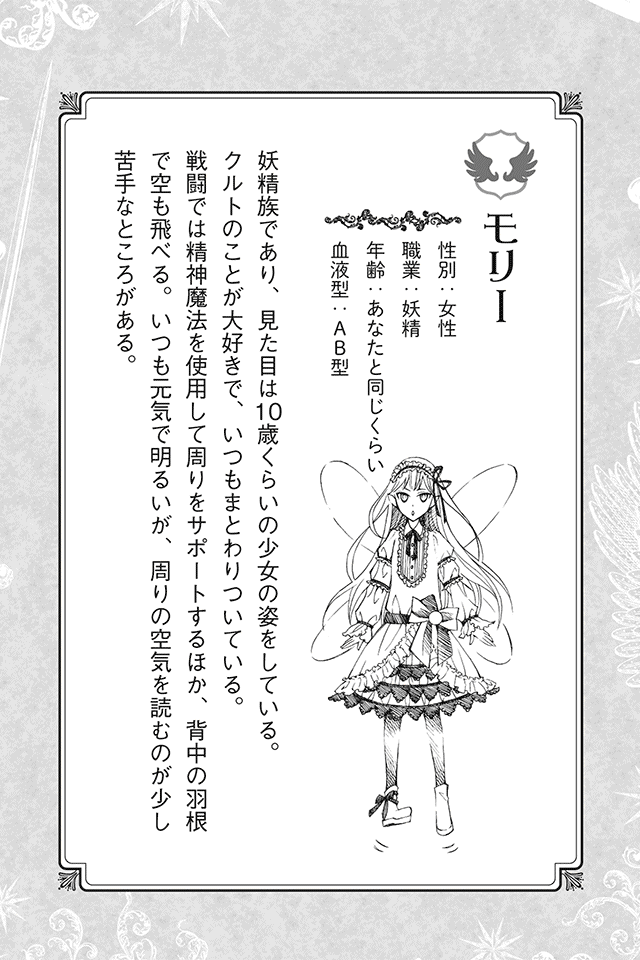 モリー
性別：女性
職業：妖精
年齢：あなたと同じくらい
血液型：AB型
妖精族であり、見た目は10歳くらいの少女の姿をしている。
クルトのことが大好きで、いつもまとわりついている。
戦闘では精神魔法を使用して周りをサポートするほか、背中の羽根
で空も飛べる。いつも元気で明るいが、周りの空気を読むのが少し
苦手なところがある。